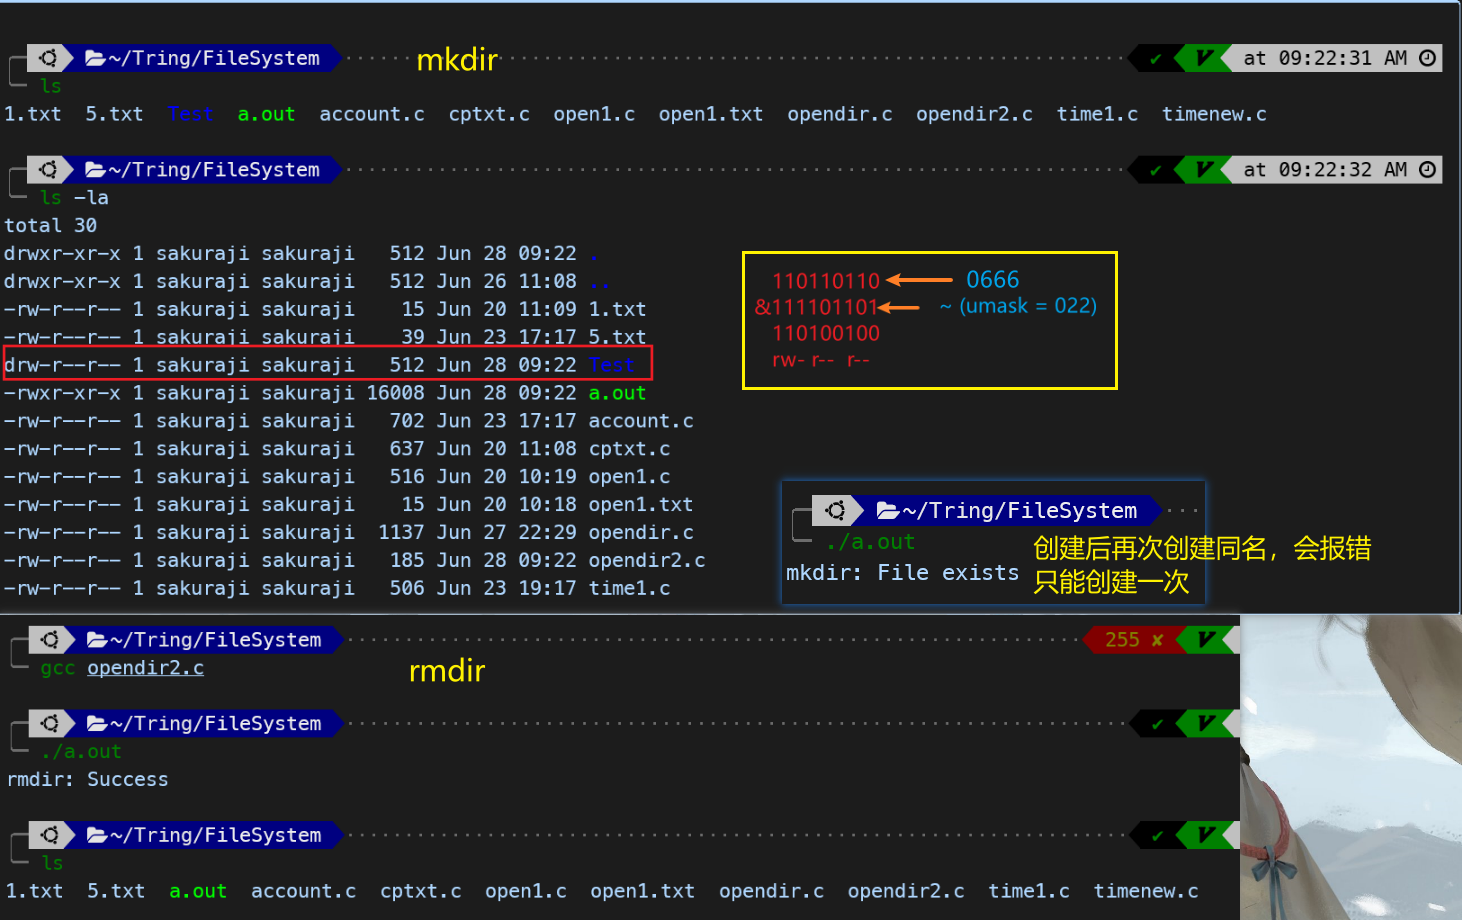 ~/Tring/FileSystem mkdir ✔ V at 09:22:31 AM
ls
1.txt 5.txt Test a.out account.c cptxt.c open1.c open1.txt opendir.c opendir2.c time1.c timenew.c
~/Tring/FileSystem ✔ V at 09:22:32 AM
ls -la
total 30
drwxr-xr-x 1 sakuraji sakuraji 512 Jun 28 09:22 .
drwxr-xr-x 1 sakuraji sakuraji 512 Jun 26 11:08 ..
-rw-r--r-- 1 sakuraji sakuraji 15 Jun 20 11:09 1.txt
-rw-r--r-- 1 sakuraji sakuraji 39 Jun 23 17:17 5.txt
drw-r--r-- 1 sakuraji sakuraji 512 Jun 28 09:22 Test
-rwxr-xr-x 1 sakuraji sakuraji 16008 Jun 28 09:22 a.out
-rw-r--r-- 1 sakuraji sakuraji 702 Jun 23 17:17 account.c
-rw-r--r-- 1 sakuraji sakuraji 637 Jun 20 11:08 cptxt.c
-rw-r--r-- 1 sakuraji sakuraji 516 Jun 20 10:19 open1.c
-rw-r--r-- 1 sakuraji sakuraji 15 Jun 20 10:18 open1.txt
-rw-r--r-- 1 sakuraji sakuraji 1137 Jun 27 22:29 opendir.c
-rw-r--r-- 1 sakuraji sakuraji 185 Jun 28 09:22 opendir2.c
-rw-r--r-- 1 sakuraji sakuraji 506 Jun 23 19:17 time1.c
110110110 0666
&111101101 ~ (umask = 022)
110100100
rw- r-- r--
~/Tring/FileSystem
./a.out
mkdir: File exists
创建后再次创建同名，会报错
只能创建一次
~/Tring/FileSystem 255 ✘ V
gcc opendir2.c
rmdir
~/Tring/FileSystem ✔ V
./a.out
rmdir: Success
~/Tring/FileSystem ✔ V
ls
1.txt 5.txt a.out account.c cptxt.c open1.c open1.txt opendir.c opendir2.c time1.c timenew.c